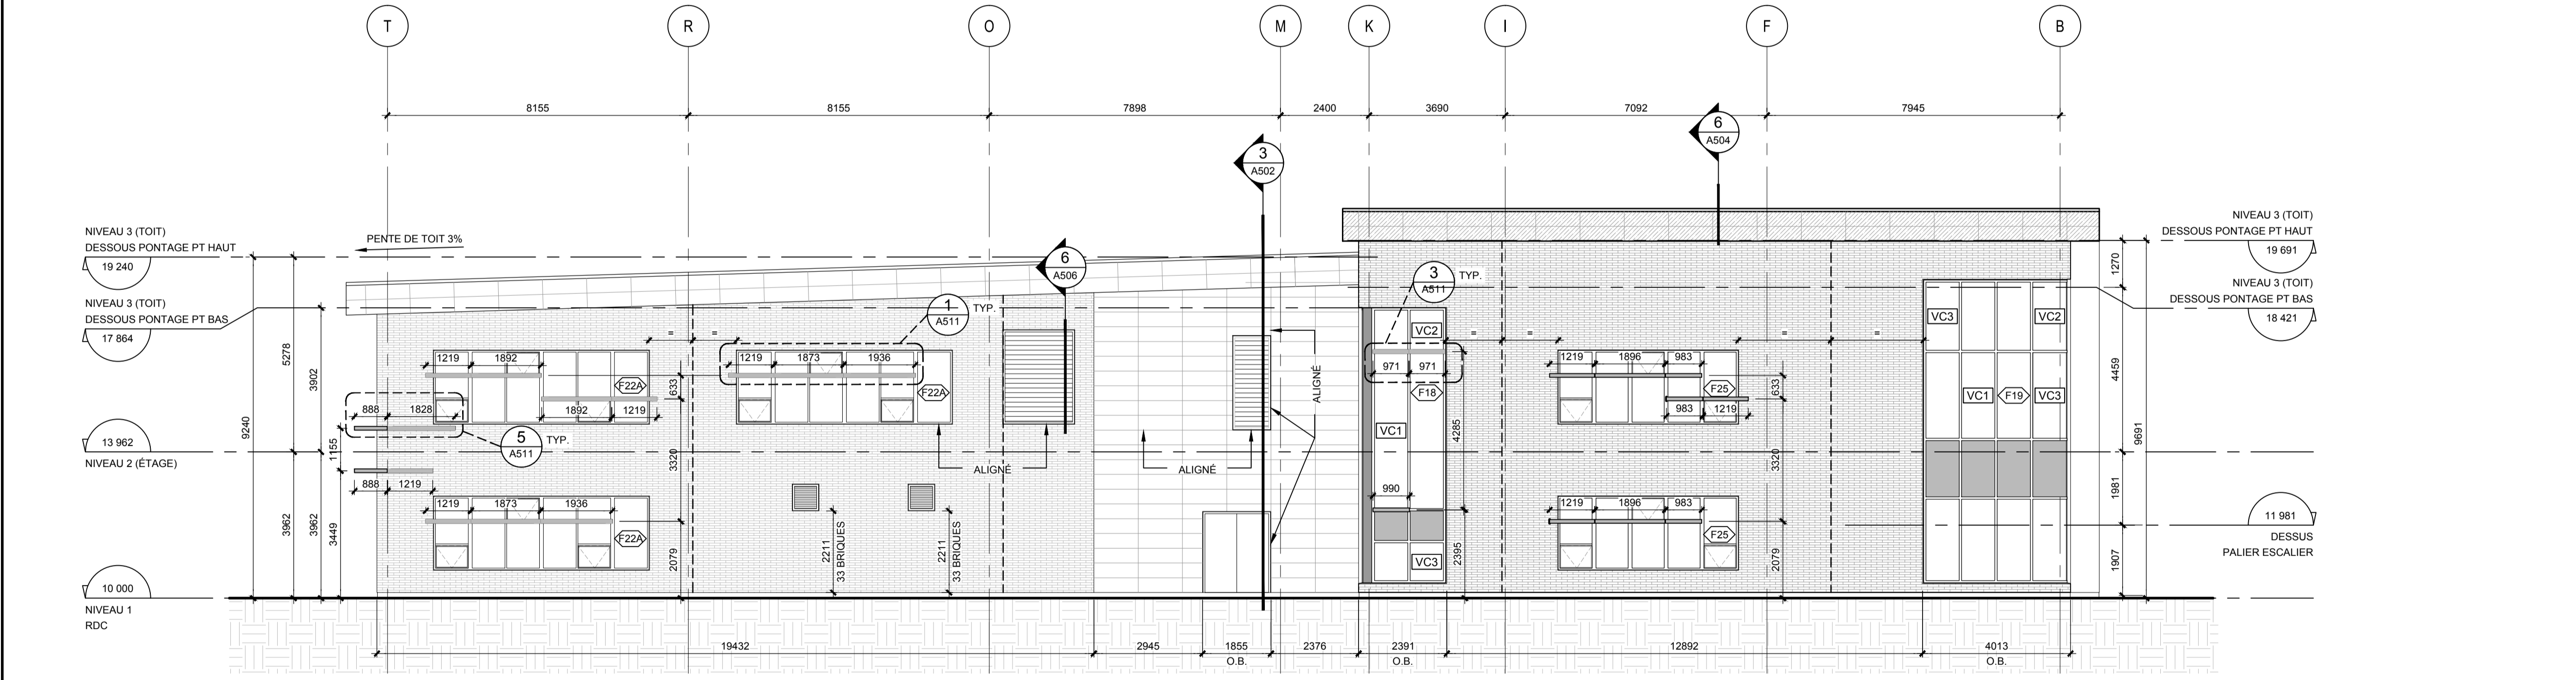 T
R
O
M
K
I
F
B
8155
8155
7898
2400
3690
7092
7945
6
A504
3
A502
6
A506
NIVEAU 3 (TOIT)
DESSOUS PONTAGE PT HAUT
19 240
NIVEAU 3 (TOIT)
DESSOUS PONTAGE PT BAS
17 864
13 962
NIVEAU 2 (ÉTAGE)
10 000
NIVEAU 1
RDC
9240
5278
3962
3902
3962
1155
3449
PENTE DE TOIT 3%
1219
1892
F22A
1892
1219
888
1828
5
A511
TYP.
888
1219
1219
1873
1936
F22A
633
3320
2079
=
=
1
A511
TYP.
1219
1873
1936
F22A
ALIGNÉ
2211
33 BRIQUES
2211
33 BRIQUES
ALIGNÉ
ALIGNÉ
3
A511
TYP.
VC2
971
971
F18
VC1
990
VC3
4285
2395
=
=
1219
1896
983
F25
983
1219
1219
1896
983
F25
633
3320
2079
=
=
VC3
VC2
VC1
F19
VC3
1270
4459
1981
1907
9691
NIVEAU 3 (TOIT)
DESSOUS PONTAGE PT HAUT
19 691
NIVEAU 3 (TOIT)
DESSOUS PONTAGE PT BAS
18 421
11 981
DESSUS
PALIER ESCALIER
19432
2945
1855
O.B.
2376
2391
O.B.
12892
4013
O.B.